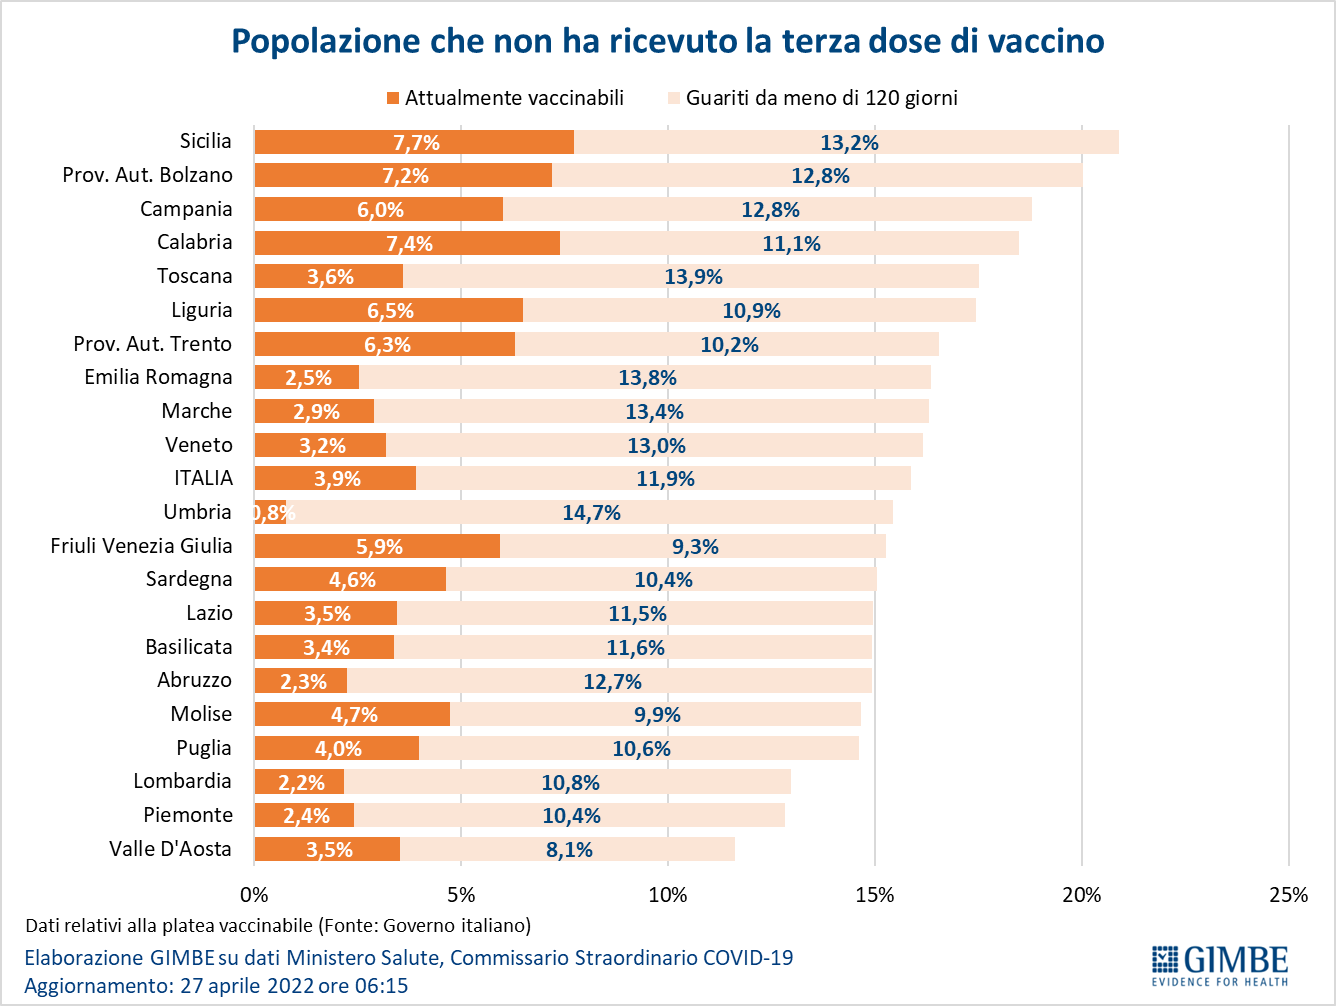 Popolazione che non ha ricevuto la terza dose di vaccino
Attualmente vaccinabili Guariti da meno di 120 giorni
Sicilia 7,7% 13,2%
Prov. Aut. Bolzano 7,2% 12,8%
Campania 6,0% 12,8%
Calabria 7,4% 11,1%
Toscana 3,6% 13,9%
Liguria 6,5% 10,9%
Prov. Aut. Trento 6,3% 10,2%
Emilia Romagna 2,5% 13,8%
Marche 2,9% 13,4%
Veneto 3,2% 13,0%
ITALIA 3,9% 11,9%
Umbria 0,8% 14,7%
Friuli Venezia Giulia 5,9% 9,3%
Sardegna 4,6% 10,4%
Lazio 3,5% 11,5%
Basilicata 3,4% 11,6%
Abruzzo 2,3% 12,7%
Molise 4,7% 9,9%
Puglia 4,0% 10,6%
Lombardia 2,2% 10,8%
Piemonte 2,4% 10,4%
Valle D'Aosta 3,5% 8,1%
0% 5% 10% 15% 20% 25%
Dati relativi alla platea vaccinabile (Fonte: Governo italiano)
Elaborazione GIMBE su dati Ministero Salute, Commissario Straordinario COVID-19
Aggiornamento: 27 aprile 2022 ore 06:15
GIMBE
EVIDENCE FOR HEALTH